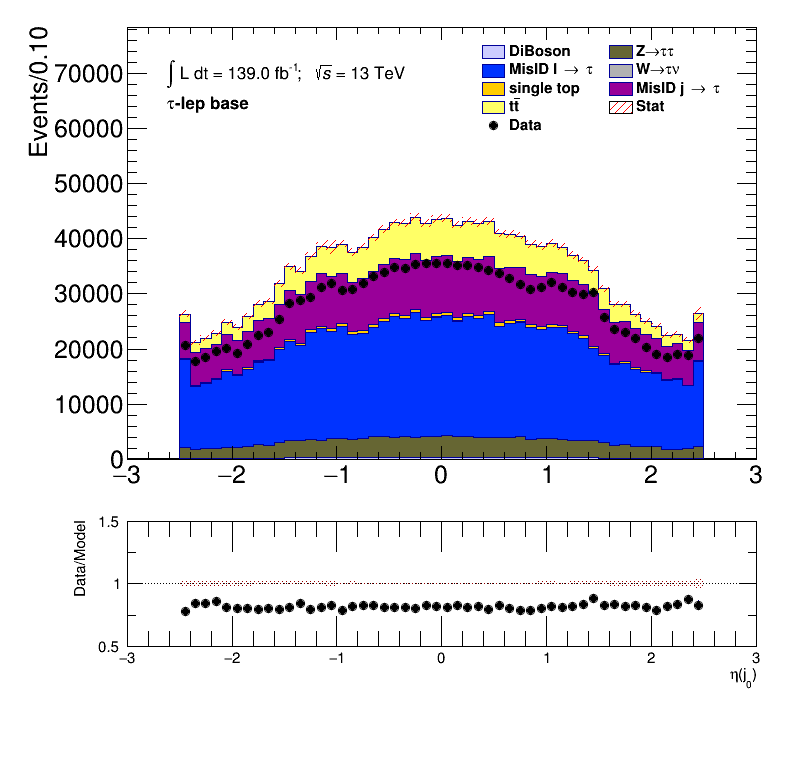 Events/0.10
70000
60000
50000
40000
30000
20000
10000
0
∫ L dt = 139.0 fb⁻¹; √s = 13 TeV
τ-lep base
DiBoson
MisID l → τ
single top
tt̄
Data
Z→ττ
W→τν
MisID j → τ
Stat
−3 −2 −1 0 1 2 3
Data/Model
1.5
1
0.5
−3 −2 −1 0 1 2 3
η(j₀)